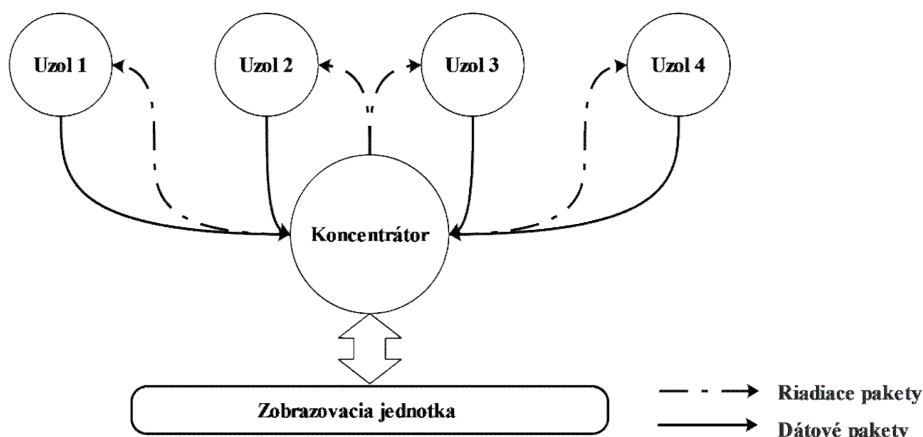 Uzol 1
Uzol 2
Uzol 3
Uzol 4
Koncentrátor
Zobrazovacia jednotka
Riadiace pakety
Dátové pakety